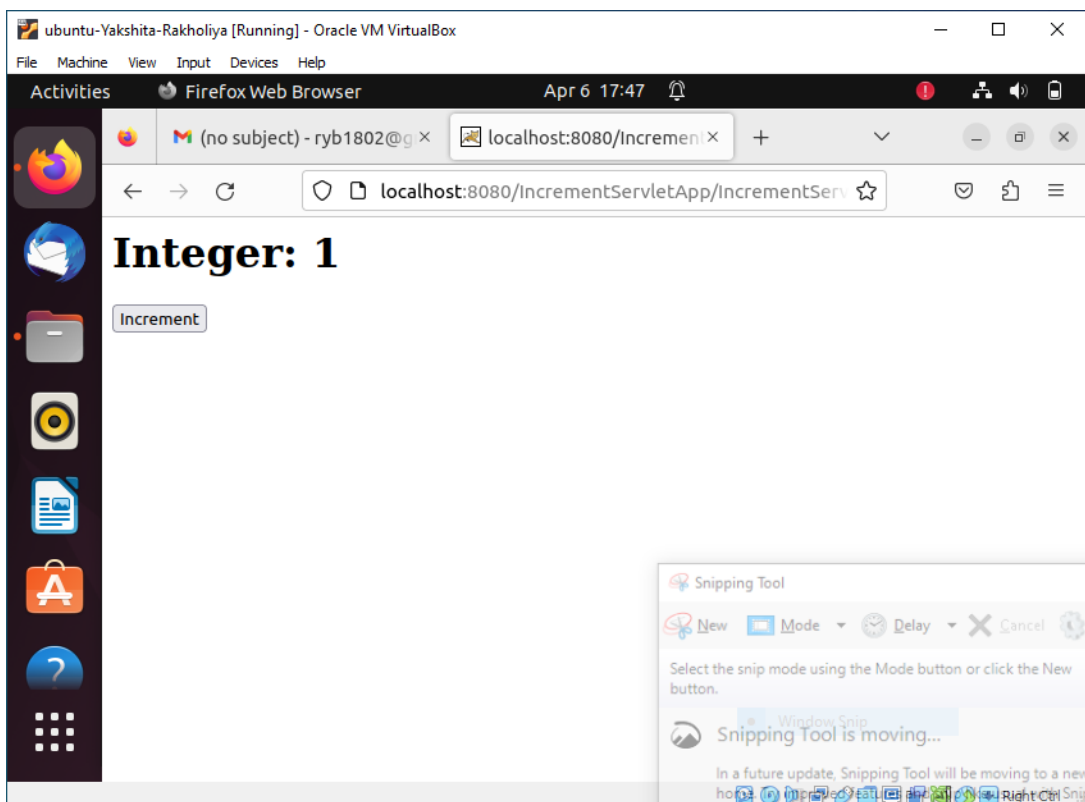 ubuntu-Yakshita-Rakholiya [Running] - Oracle VM VirtualBox
File Machine View Input Devices Help
Activities Firefox Web Browser Apr 6 17:47
(no subject) - ryb1802@g
localhost:8080/Increment
localhost:8080/IncrementServletApp/IncrementServ
Integer: 1
Increment
Snipping Tool
New Mode Delay Cancel
Select the snip mode using the Mode button or click the New
button.
Window Snip
Snipping Tool is moving...
In a future update, Snipping Tool will be moving to a new
Right Ctrl